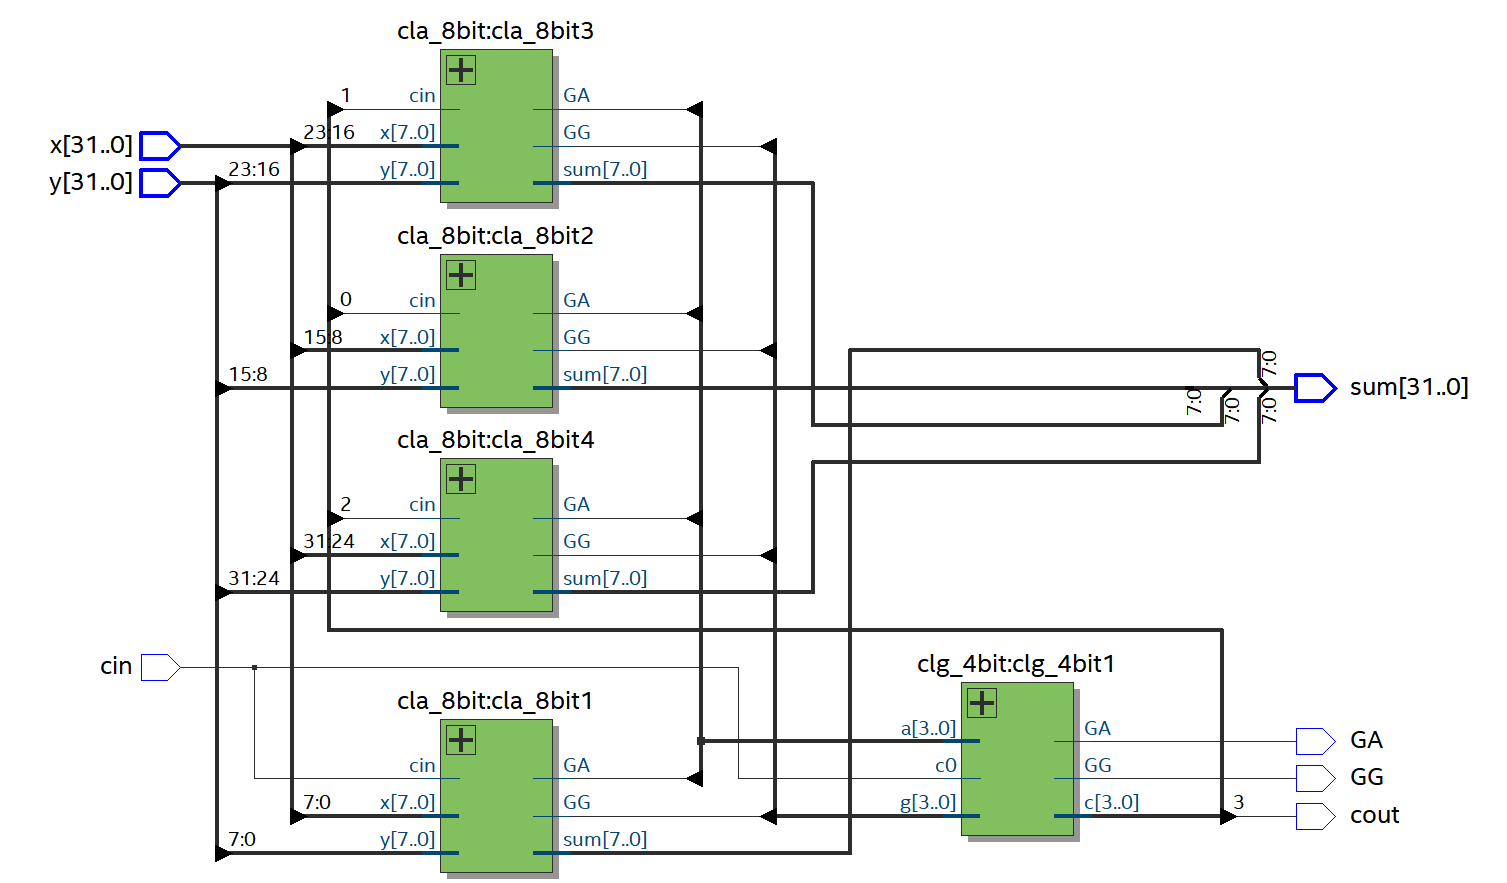 cla_8bit:cla_8bit3
1 cin GA
x[31..0] 23:16 x[7..0] GG
y[31..0] 23:16 y[7..0] sum[7..0]
cla_8bit:cla_8bit2
0 cin GA
15:8 x[7..0] GG
15:8 y[7..0] sum[7..0]
7:0
7:0 7:0 7:0
sum[31..0]
cla_8bit:cla_8bit4
2 cin GA
31:24 x[7..0] GG
31:24 y[7..0] sum[7..0]
cin
cla_8bit:cla_8bit1
cin GA
7:0 x[7..0] GG
7:0 y[7..0] sum[7..0]
clg_4bit:clg_4bit1
a[3..0] GA GA
c0 GG GG
g[3..0] c[3..0] 3 cout